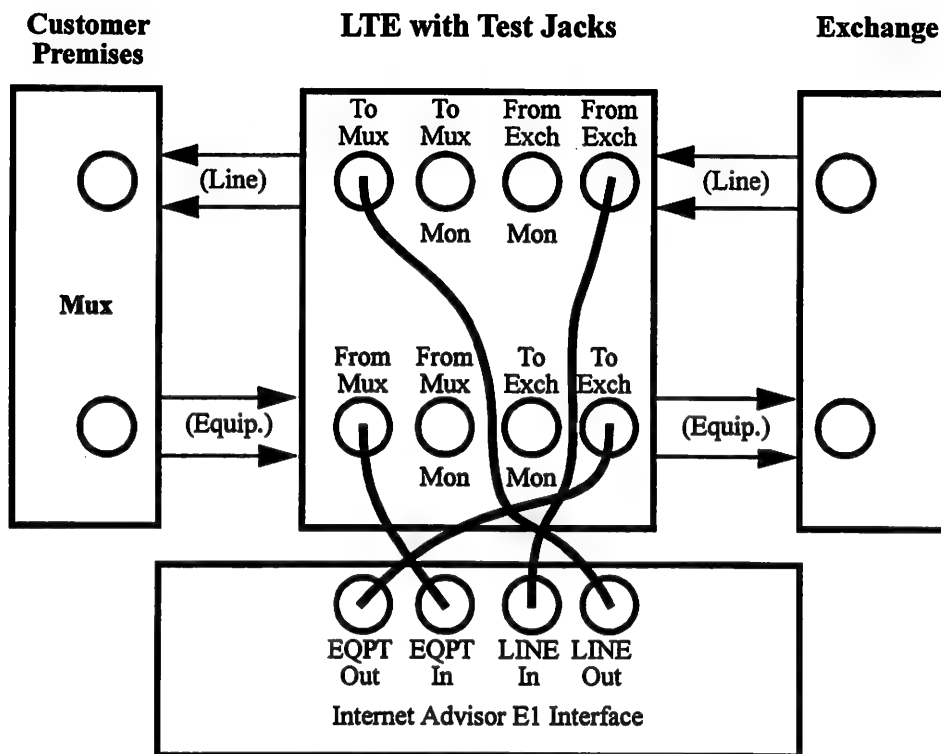 Customer
Premises
LTE with Test Jacks
Exchange
To
Mux
To
Mux
From
Exch
From
Exch
(Line)
(Line)
Mon
Mon
Mux
From
Mux
From
Mux
To
Exch
To
Exch
(Equip.)
(Equip.)
Mon
Mon
EQPT
Out
EQPT
In
LINE
In
LINE
Out
Internet Advisor E1 Interface